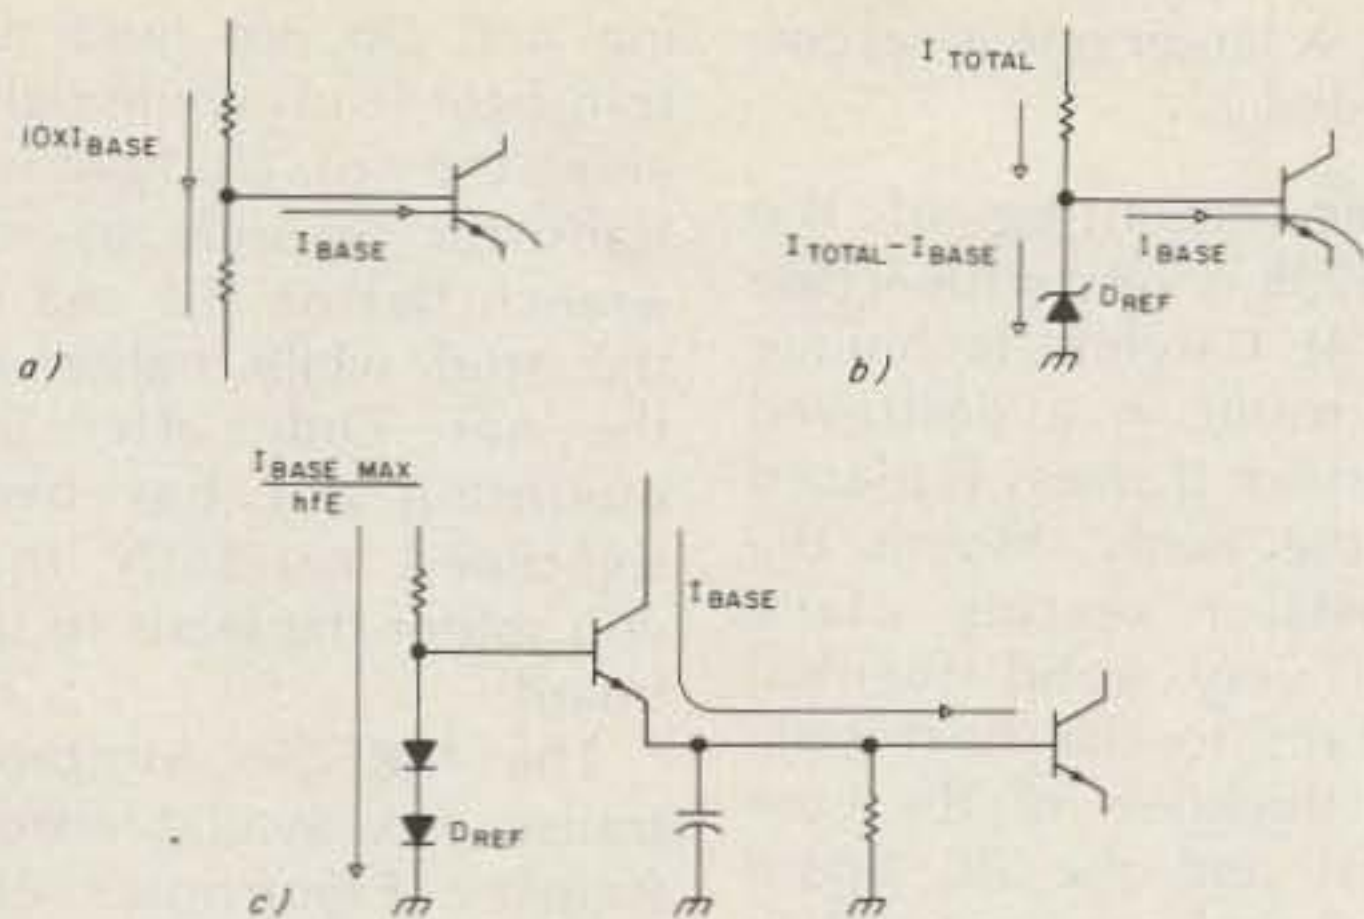 10XIBASE
IBASE
a)
ITOTAL
ITOTAL-IBASE
IBASE
DREF
b)
IBASE MAX
hfE
IBASE
DREF
c)